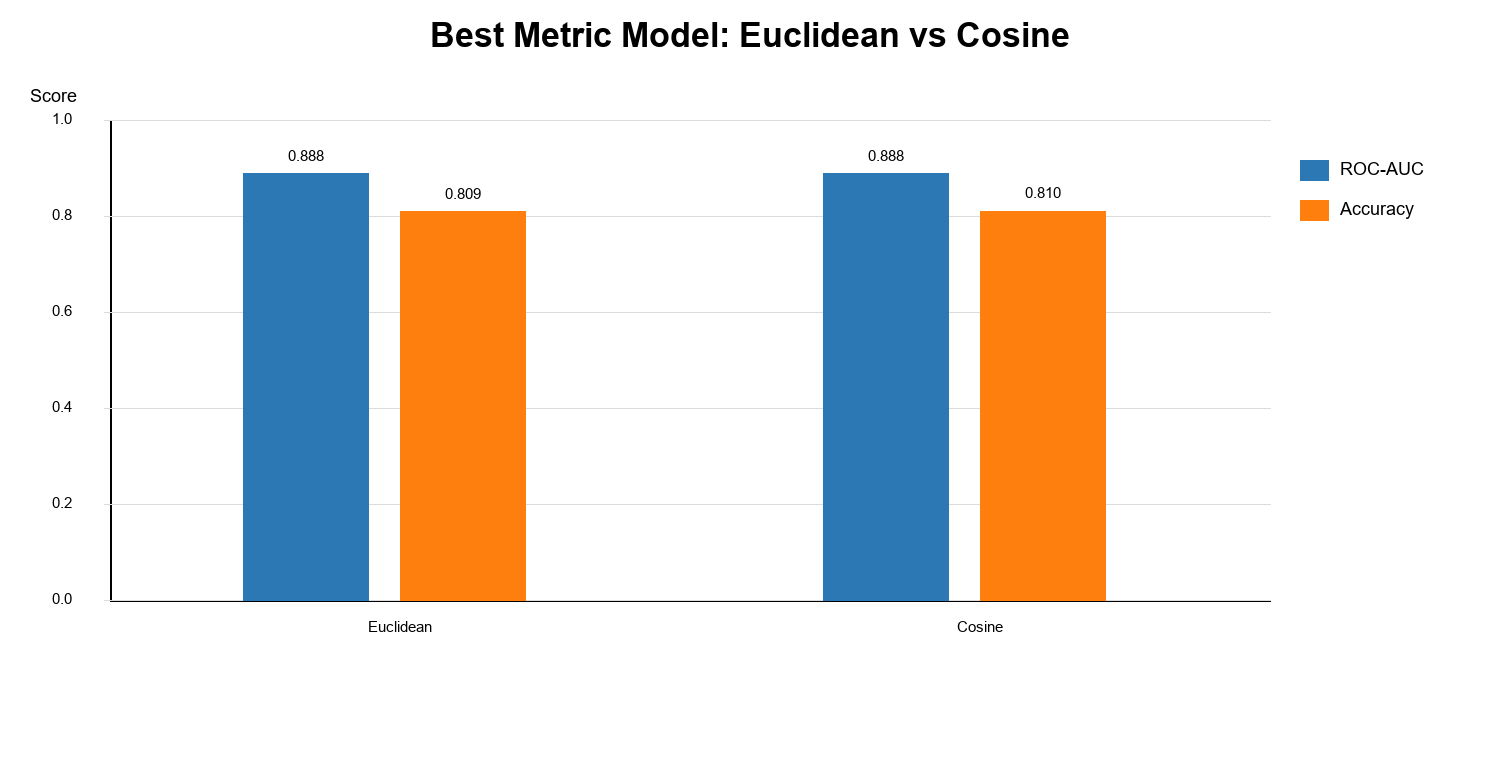 Best Metric Model: Euclidean vs Cosine
Score
1.0
0.8
0.6
0.4
0.2
0.0
0.888
0.809
0.888
0.810
Euclidean
Cosine
ROC-AUC
Accuracy